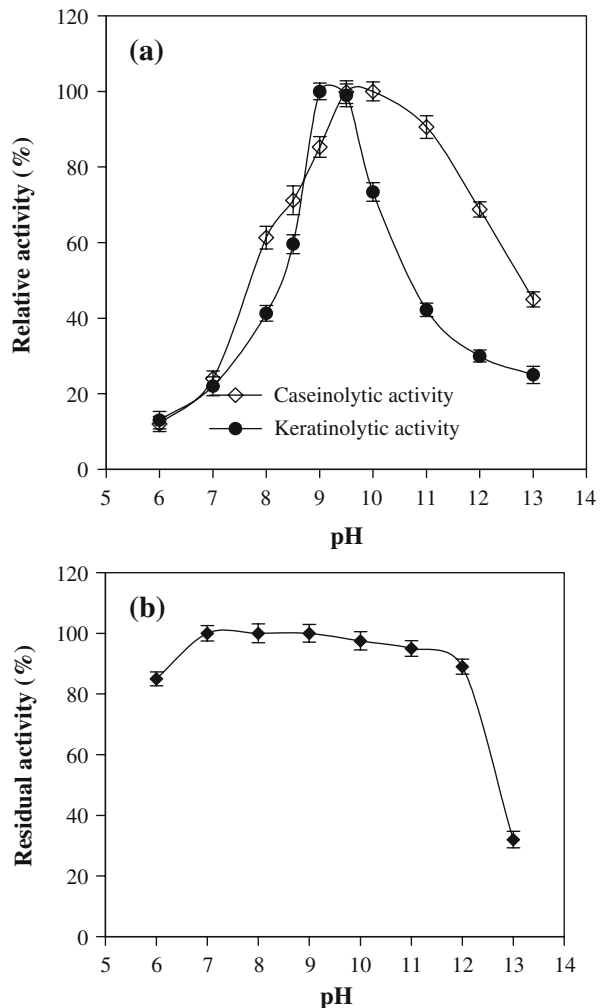 (a)
Relative activity (%)
120
100
80
60
40
20
0
Caseinolytic activity
Keratinolytic activity
5 6 7 8 9 10 11 12 13 14
pH
(b)
Residual activity (%)
120
100
80
60
40
20
0
5 6 7 8 9 10 11 12 13 14
pH